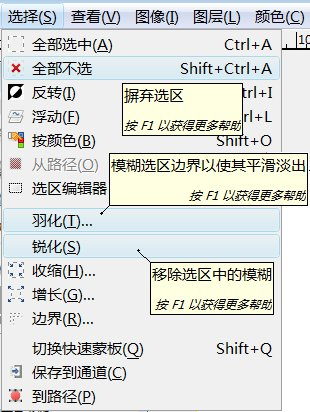 选择(S) 查看(V) 图像(I) 图层(L) 颜色(C)
全部选中(A) Ctrl+A
全部不选 Shift+Ctrl+A
反转(I) Ctrl+I
摒弃选区
按 F1 以获得更多帮助
浮动(F) +L
按颜色(B) Shift+O
从路径(O)
模糊选区边界以使其平滑淡出
按 F1 以获得更多帮助
选区编辑器
羽化(T)...
锐化(S)
移除选区中的模糊
按 F1 以获得更多帮助
收缩(H)...
增长(G)...
边界(R)...
切换快速蒙板(Q) Shift+Q
保存到通道(C)
到路径(P)